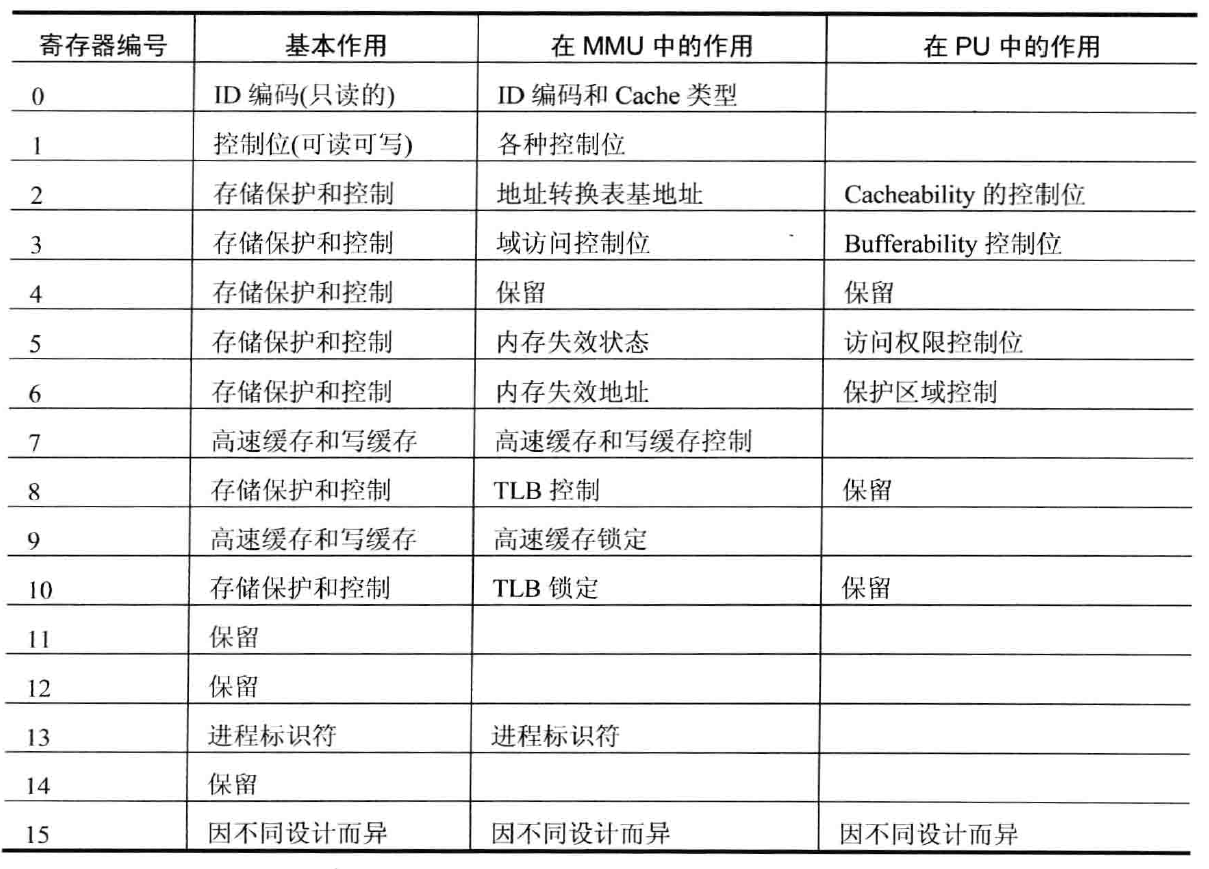 寄存器编号 基本作用 在 MMU 中的作用 在 PU 中的作用
0 ID 编码(只读的) ID 编码和 Cache 类型
1 控制位(可读可写) 各种控制位
2 存储保护和控制 地址转换表基地址 Cacheability 的控制位
3 存储保护和控制 域访问控制位 Bufferability 控制位
4 存储保护和控制 保留 保留
5 存储保护和控制 内存失效状态 访问权限控制位
6 存储保护和控制 内存失效地址 保护区域控制
7 高速缓存和写缓存 高速缓存和写缓存控制
8 存储保护和控制 TLB 控制 保留
9 高速缓存和写缓存 高速缓存锁定
10 存储保护和控制 TLB 锁定 保留
11 保留
12 保留
13 进程标识符 进程标识符
14 保留
15 因不同设计而异 因不同设计而异 因不同设计而异